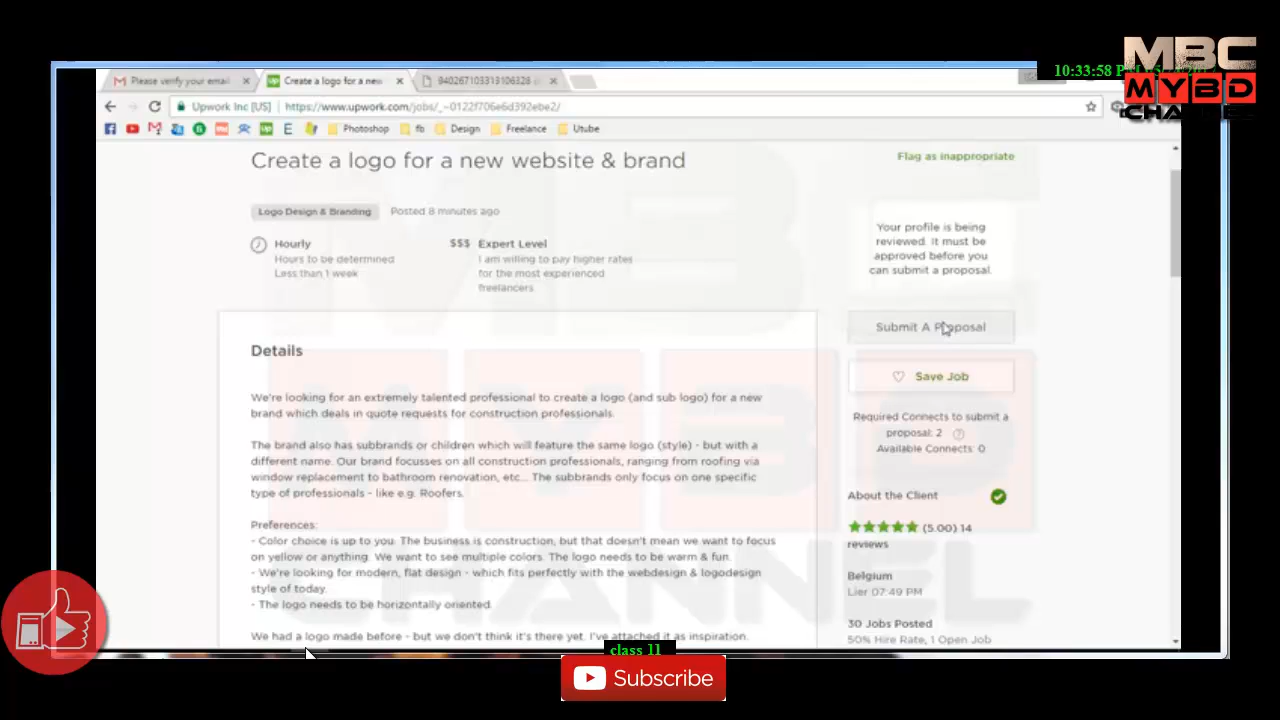 MBC
10:33:58 P
MYBD
CHANNEL
Please verify your email
Create a logo for a new
940267103313106328
Upwork Inc [US]
https://www.upwork.com/jobs/_~0122f706e6d392ebe2/
Photoshop
fb
Design
Freelance
Utube
Create a logo for a new website & brand
Flag as inappropriate
Logo Design & Branding
Posted 8 minutes ago
Hourly
Hours to be determined
Less than 1 week
$$$ Expert Level
I am willing to pay higher rates
for the most experienced
freelancers
Your profile is being
reviewed. It must be
approved before you
can submit a proposal.
Submit A Proposal
Save Job
Required Connects to submit a
proposal: 2
Available Connects: 0
Details
We're looking for an extremely talented professional to create a logo (and sub logo) for a new
brand which deals in quote requests for construction professionals.
The brand also has subbrands or children which will feature the same logo (style) - but with a
different name. Our brand focusses on all construction professionals, ranging from roofing via
window replacement to bathroom renovation, etc... The subbrands only focus on one specific
type of professionals - like e.g. Roofers.
Preferences:
- Color choice is up to you. The business is construction, but that doesn't mean we want to focus
on yellow or anything. We want to see multiple colors. The logo needs to be warm & fun.
- We're looking for modern, flat design - which fits perfectly with the webdesign & logodesign
style of today.
- The logo needs to be horizontally oriented.
We had a logo made before - but we don't think it's there yet. I've attached it as inspiration.
About the Client
(5.00) 14
reviews
Belgium
Lier 07:49 PM
30 Jobs Posted
50% Hire Rate, 1 Open Job
class 11
Subscribe
MB
MYBD
CHANNEL